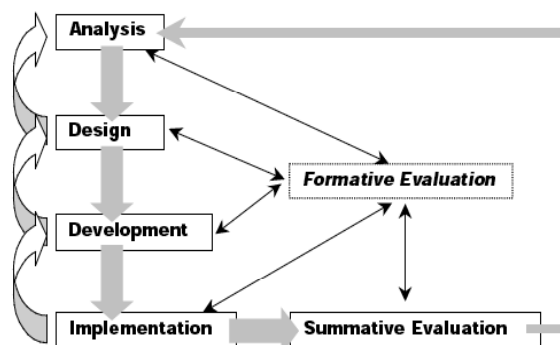 Analysis
Design
Formative Evaluation
Development
Implementation
Summative Evaluation